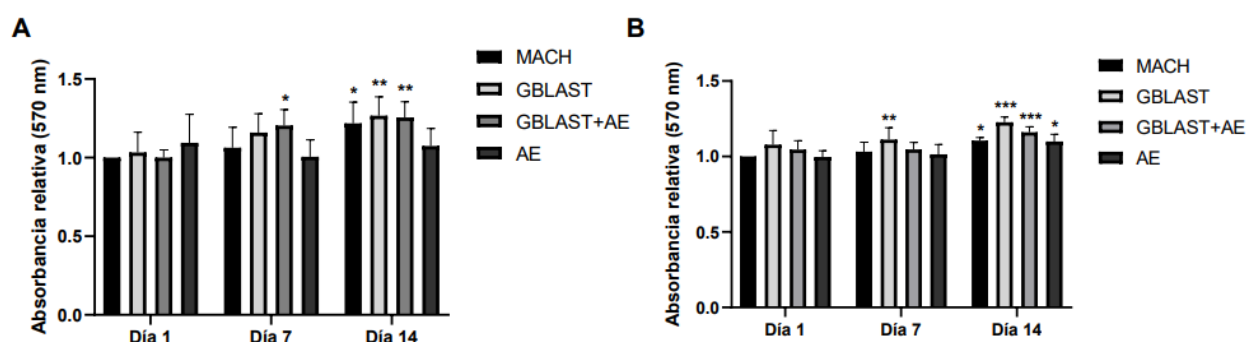 A
Absorbancia relativa (570 nm)
1.5
1.0
0.5
0.0
*
*
**
**
Día 1
Día 7
Día 14
MACH
GBLAST
GBLAST+AE
AE
B
Absorbancia relativa (570 nm)
1.5
1.0
0.5
0.0
**
*
***
***
*
Día 1
Día 7
Día 14
MACH
GBLAST
GBLAST+AE
AE